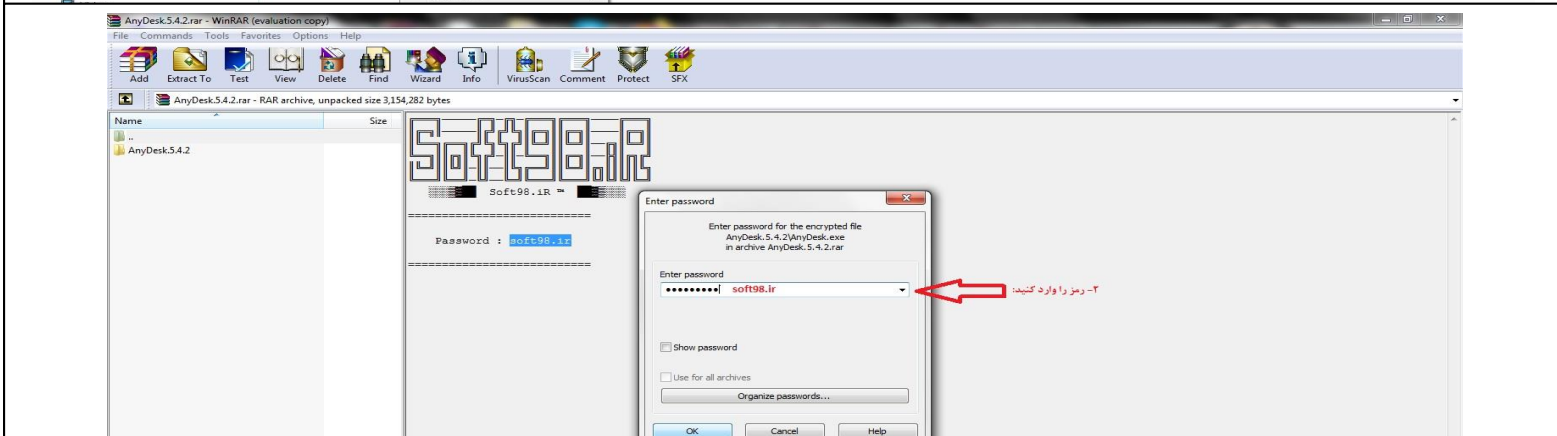 AnyDesk.5.4.2.rar - WinRAR (evaluation copy)
File Commands Tools Favorites Options Help
Add Extract To Test View Delete Find Wizard Info VirusScan Comment Protect SFX
AnyDesk.5.4.2.rar - RAR archive, unpacked size 3,154,282 bytes
Name Size
..
AnyDesk.5.4.2
Soft98.iR
Soft98.iR ™
Password : soft98.ir
Enter password
Enter password for the encrypted file
AnyDesk.5.4.2\AnyDesk.exe
in archive AnyDesk.5.4.2.rar
Enter password
soft98.ir
۲- رمز را وارد کنید:
Show password
Use for all archives
Organize passwords...
OK Cancel Help